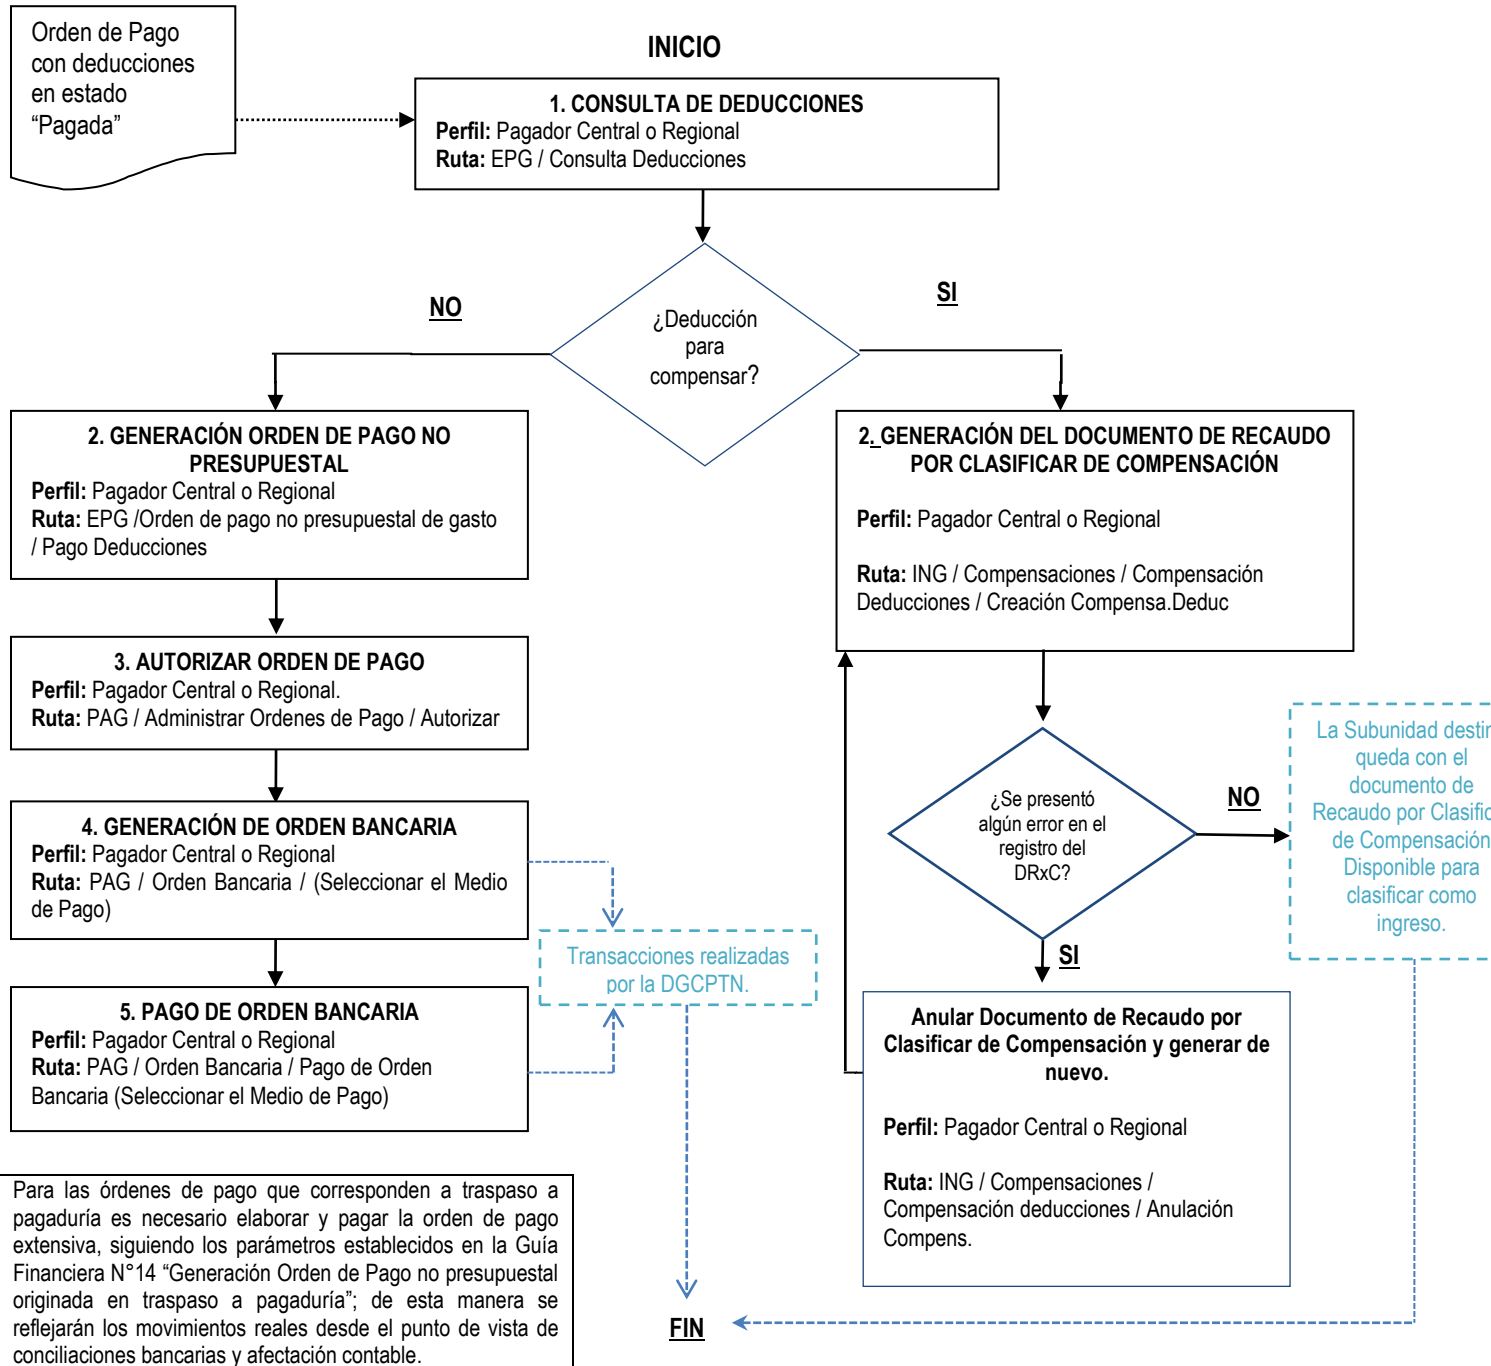 Orden de Pago
con deducciones
en estado
“Pagada”
INICIO
1. CONSULTA DE DEDUCCIONES
Perfil: Pagador Central o Regional
Ruta: EPG / Consulta Deducciones
¿Deducción
para
compensar?
NO
SI
2. GENERACIÓN ORDEN DE PAGO NO
PRESUPUESTAL
Perfil: Pagador Central o Regional
Ruta: EPG /Orden de pago no presupuestal de gasto
/ Pago Deducciones
3. AUTORIZAR ORDEN DE PAGO
Perfil: Pagador Central o Regional.
Ruta: PAG / Administrar Ordenes de Pago / Autorizar
4. GENERACIÓN DE ORDEN BANCARIA
Perfil: Pagador Central o Regional
Ruta: PAG / Orden Bancaria / (Seleccionar el Medio
de Pago)
5. PAGO DE ORDEN BANCARIA
Perfil: Pagador Central o Regional
Ruta: PAG / Orden Bancaria / Pago de Orden
Bancaria (Seleccionar el Medio de Pago)
Transacciones realizadas
por la DGCPTN.
2. GENERACIÓN DEL DOCUMENTO DE RECAUDO
POR CLASIFICAR DE COMPENSACIÓN
Perfil: Pagador Central o Regional
Ruta: ING / Compensaciones / Compensación
Deducciones / Creación Compensa.Deduc
¿Se presentó
algún error en el
registro del
DRxC?
NO
SI
La Subunidad destin
queda con el
documento de
Recaudo por Clasific
de Compensación
Disponible para
clasificar como
ingreso.
Anular Documento de Recaudo por
Clasificar de Compensación y generar de
nuevo.
Perfil: Pagador Central o Regional
Ruta: ING / Compensaciones /
Compensación deducciones / Anulación
Compens.
Para las órdenes de pago que corresponden a traspaso a
pagaduría es necesario elaborar y pagar la orden de pago
extensiva, siguiendo los parámetros establecidos en la Guía
Financiera N°14 “Generación Orden de Pago no presupuestal
originada en traspaso a pagaduría”; de esta manera se
reflejarán los movimientos reales desde el punto de vista de
conciliaciones bancarias y afectación contable.
FIN